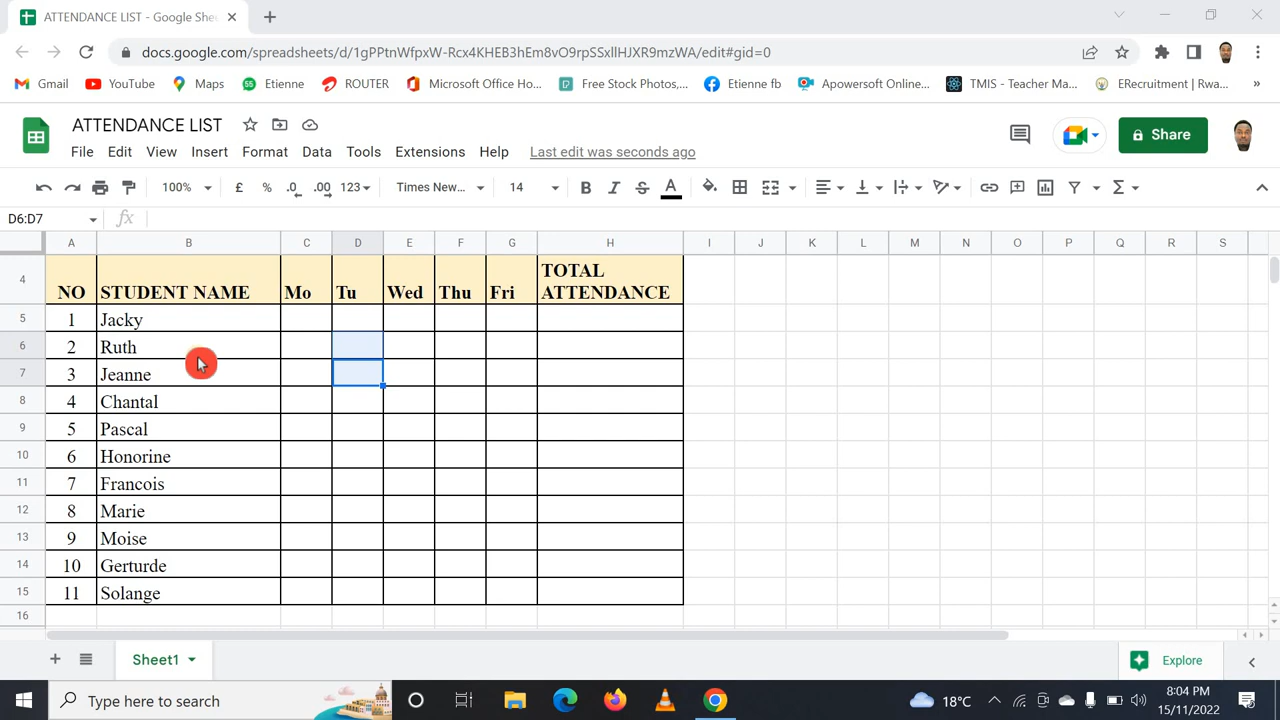 ATTENDANCE LIST - Google She
docs.google.com/spreadsheets/d/1gPPtnWfpxW-Rcx4KHEB3hEm8vO9rpSSxllHJXR9mzWA/edit#gid=0
Gmail YouTube Maps 55 Etienne ROUTER Microsoft Office Ho... Free Stock Photos,... Etienne fb Apowersoft Online... TMIS - Teacher Ma... ERecruitment | Rwa... »
ATTENDANCE LIST
Share
File Edit View Insert Format Data Tools Extensions Help Last edit was seconds ago
100% £ % .0 .00 123 Times New... 14 B I S A Σ
D6:D7 fx
A B C D E F G H I J K L M N O P Q R S
4 NO STUDENT NAME Mo Tu Wed Thu Fri TOTAL
ATTENDANCE
5 1 Jacky
6 2 Ruth
7 3 Jeanne
8 4 Chantal
9 5 Pascal
10 6 Honorine
11 7 Francois
12 8 Marie
13 9 Moise
14 10 Gerturde
15 11 Solange
16
Sheet1
Explore
Type here to search
18°C
8:04 PM
15/11/2022